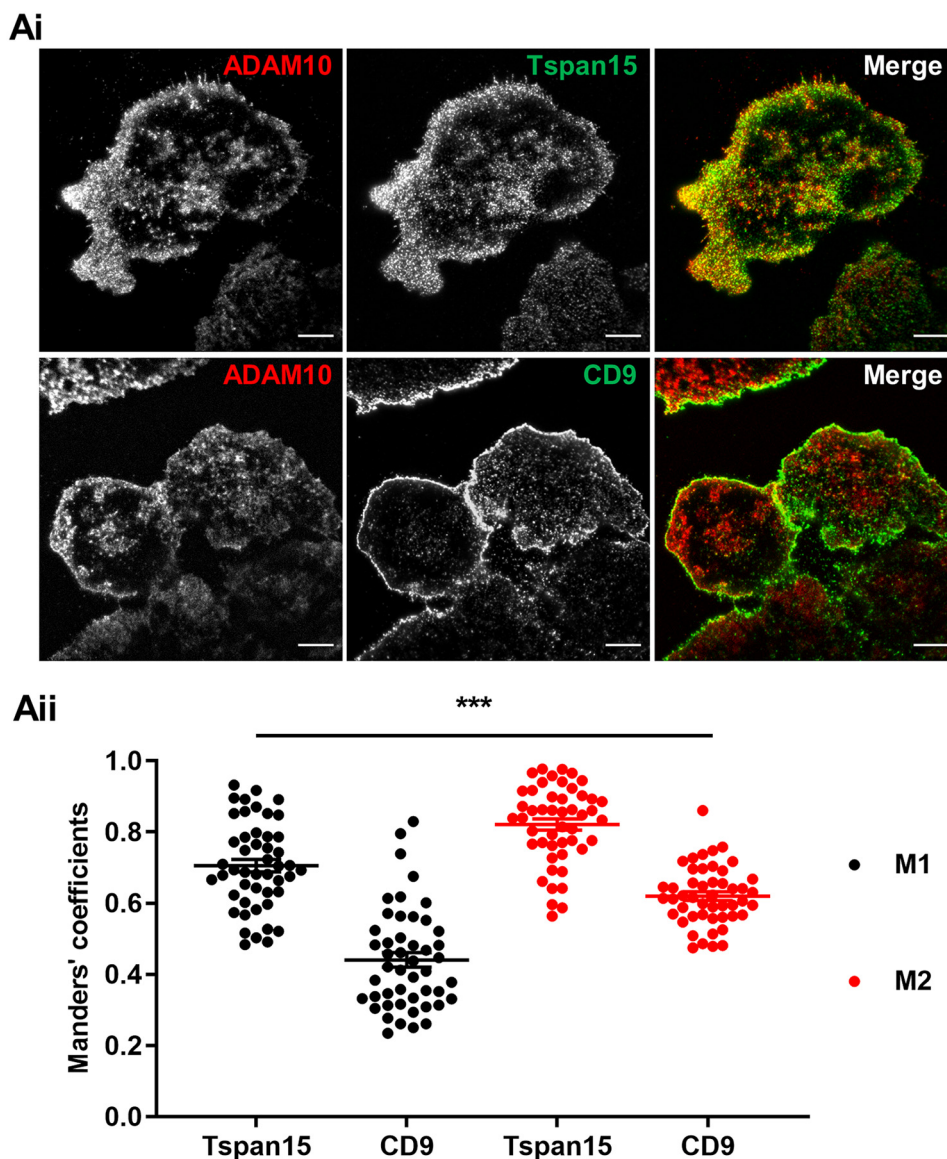 Ai
ADAM10 Tspan15 Merge
ADAM10 CD9 Merge
Aii
***
Manders' coefficients
1.0
0.8
0.6
0.4
0.2
0.0
Tspan15 CD9 Tspan15 CD9
M1
M2